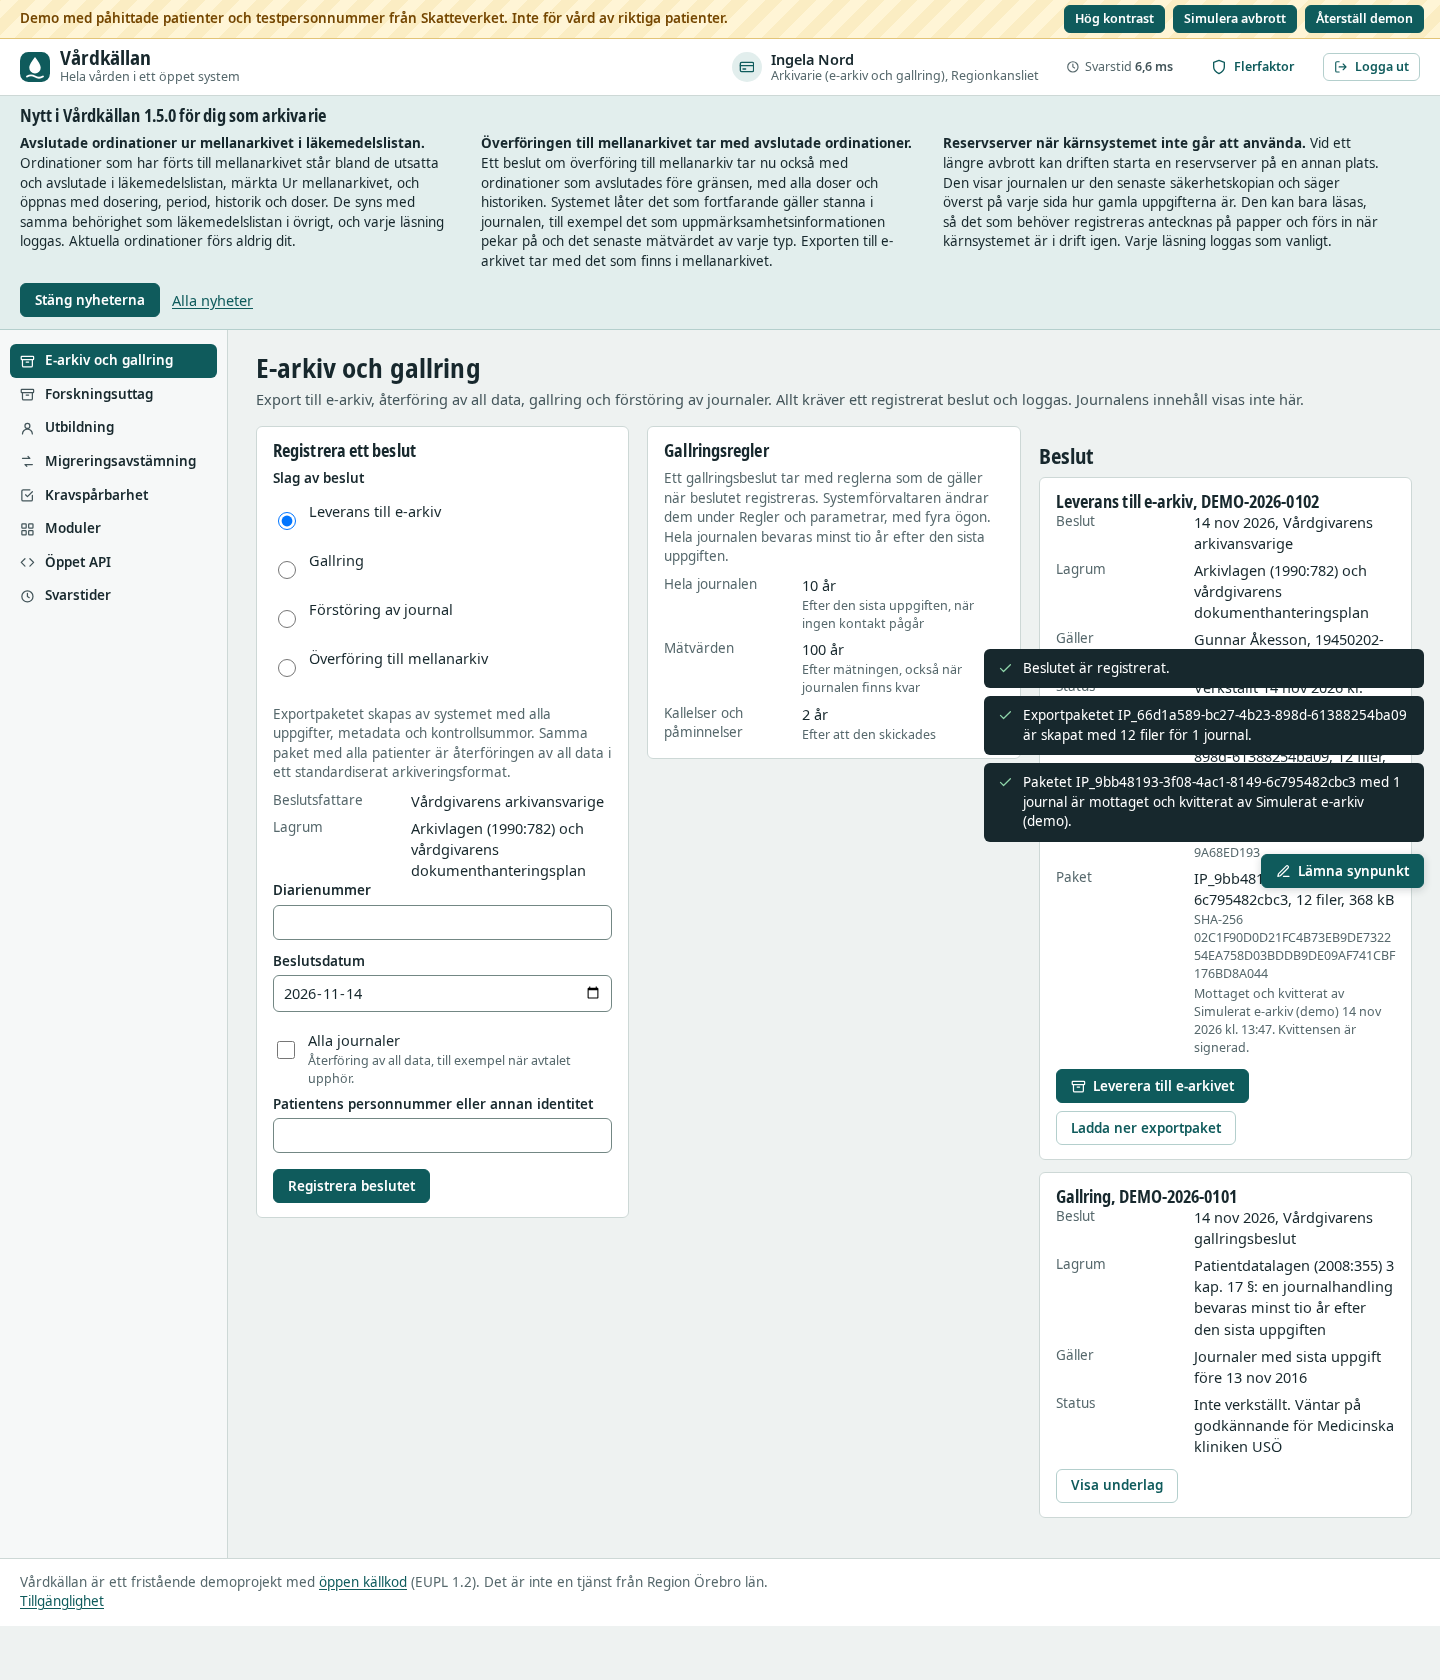 Demo med påhittade patienter och testpersonnummer från Skatteverket. Inte för vård av riktiga patienter.
Hög kontrast
Simulera avbrott
Återställ demon
Vårdkällan
Hela vården i ett öppet system
Ingela Nord
Arkivarie (e-arkiv och gallring), Regionkansliet
Svarstid 6,6 ms
Flerfaktor
Logga ut
Nytt i Vårdkällan 1.5.0 för dig som arkivarie
Avslutade ordinationer ur mellanarkivet i läkemedelslistan.
Ordinationer som har förts till mellanarkivet står bland de utsatta
och avslutade i läkemedelslistan, märkta Ur mellanarkivet, och
öppnas med dosering, period, historik och doser. De syns med
samma behörighet som läkemedelslistan i övrigt, och varje läsning
loggas. Aktuella ordinationer förs aldrig dit.
Överföringen till mellanarkivet tar med avslutade ordinationer.
Ett beslut om överföring till mellanarkiv tar nu också med
ordinationer som avslutades före gränsen, med alla doser och
historiken. Systemet låter det som fortfarande gäller stanna i
journalen, till exempel det som uppmärksamhetsinformationen
pekar på och det senaste mätvärdet av varje typ. Exporten till e-
arkivet tar med det som finns i mellanarkivet.
Reservserver när kärnsystemet inte går att använda. Vid ett
längre avbrott kan driften starta en reservserver på en annan plats.
Den visar journalen ur den senaste säkerhetskopian och säger
överst på varje sida hur gamla uppgifterna är. Den kan bara läsas,
så det som behöver registreras antecknas på papper och förs in när
kärnsystemet är i drift igen. Varje läsning loggas som vanligt.
Stäng nyheterna
Alla nyheter
E-arkiv och gallring
Forskningsuttag
Utbildning
Migreringsavstämning
Kravspårbarhet
Moduler
Öppet API
Svarstider
E-arkiv och gallring
Export till e-arkiv, återföring av all data, gallring och förstöring av journaler. Allt kräver ett registrerat beslut och loggas. Journalens innehåll visas inte här.
Registrera ett beslut
Slag av beslut
Leverans till e-arkiv
Gallring
Förstöring av journal
Överföring till mellanarkiv
Exportpaketet skapas av systemet med alla
uppgifter, metadata och kontrollsummor. Samma
paket med alla patienter är återföringen av all data i
ett standardiserat arkiveringsformat.
Beslutsfattare
Vårdgivarens arkivansvarige
Lagrum
Arkivlagen (1990:782) och
vårdgivarens
dokumenthanteringsplan
Diarienummer
Beslutsdatum
2026-11-14
Alla journaler
Återföring av all data, till exempel när avtalet
upphör.
Patientens personnummer eller annan identitet
Registrera beslutet
Gallringsregler
Ett gallringsbeslut tar med reglerna som de gäller
när beslutet registreras. Systemförvaltaren ändrar
dem under Regler och parametrar, med fyra ögon.
Hela journalen bevaras minst tio år efter den sista
uppgiften.
Hela journalen
10 år
Efter den sista uppgiften, när
ingen kontakt pågår
Mätvärden
100 år
Efter mätningen, också när
journalen finns kvar
Kallelser och
påminnelser
2 år
Efter att den skickades
Beslut
Leverans till e-arkiv, DEMO-2026-0102
Beslut
14 nov 2026, Vårdgivarens
arkivansvarige
Lagrum
Arkivlagen (1990:782) och
vårdgivarens
dokumenthanteringsplan
Gäller
Gunnar Åkesson, 19450202-
Status
Verkställt 14 nov 2026 kl.
Beslutet är registrerat.
Exportpaketet IP_66d1a589-bc27-4b23-898d-61388254ba09
är skapat med 12 filer för 1 journal.
898d-61388254ba09, 12 filer,
Paketet IP_9bb48193-3f08-4ac1-8149-6c795482cbc3 med 1
journal är mottaget och kvitterat av Simulerat e-arkiv
(demo).
9A68ED193
Lämna synpunkt
Paket
IP_9bb481
6c795482cbc3, 12 filer, 368 kB
SHA-256
02C1F90D0D21FC4B73EB9DE7322
54EA758D03BDDB9DE09AF741CBF
176BD8A044
Mottaget och kvitterat av
Simulerat e-arkiv (demo) 14 nov
2026 kl. 13:47. Kvittensen är
signerad.
Leverera till e-arkivet
Ladda ner exportpaket
Gallring, DEMO-2026-0101
Beslut
14 nov 2026, Vårdgivarens
gallringsbeslut
Lagrum
Patientdatalagen (2008:355) 3
kap. 17 §: en journalhandling
bevaras minst tio år efter
den sista uppgiften
Gäller
Journaler med sista uppgift
före 13 nov 2016
Status
Inte verkställt. Väntar på
godkännande för Medicinska
kliniken USÖ
Visa underlag
Vårdkällan är ett fristående demoprojekt med öppen källkod (EUPL 1.2). Det är inte en tjänst från Region Örebro län.
Tillgänglighet